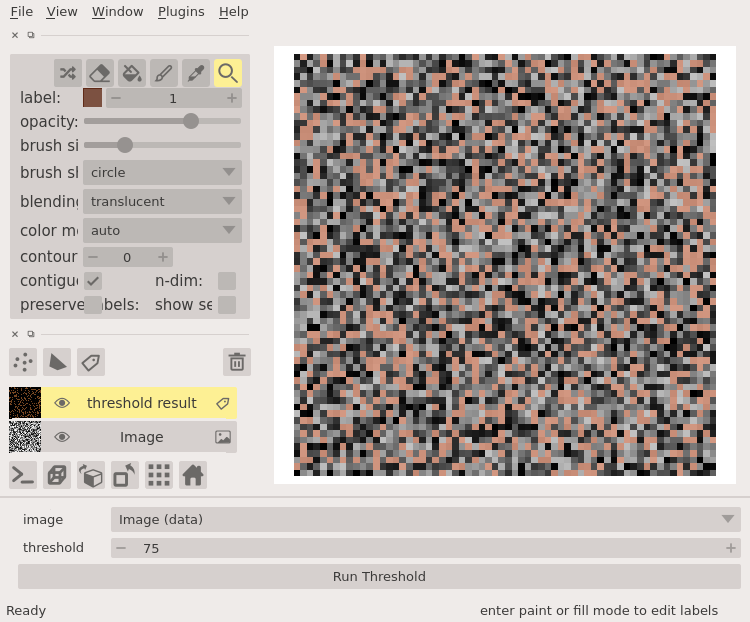 File View Window Plugins Help
label: 1
opacity:
brush si
brush sl circle
blending translucent
color m auto
contour 0
contigu n-dim:
preserve abels: show se
threshold result
Image
image Image (data)
threshold 75
Run Threshold
Ready enter paint or fill mode to edit labels